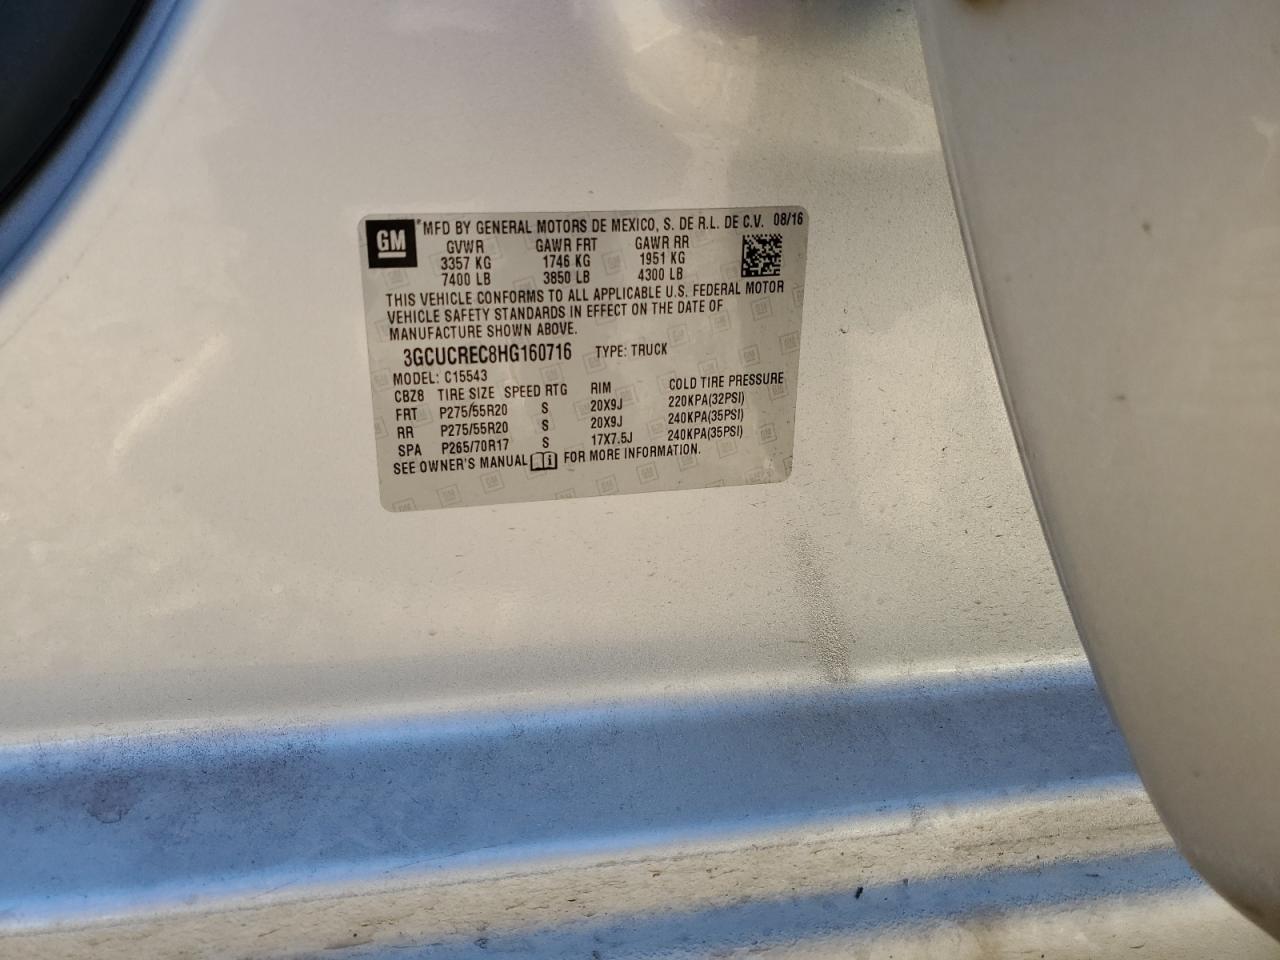 GM
*MFD BY GENERAL MOTORS DE MEXICO, S. DE R.L. DE C.V. 08/16
GVWR GAWR FRT GAWR RR
3357 KG 1746 KG 1951 KG
7400 LB 3850 LB 4300 LB
THIS VEHICLE CONFORMS TO ALL APPLICABLE U.S. FEDERAL MOTOR
VEHICLE SAFETY STANDARDS IN EFFECT ON THE DATE OF
MANUFACTURE SHOWN ABOVE.
3GCUCREC8HG160716 TYPE: TRUCK
MODEL: C15543
CBZ8 TIRE SIZE SPEED RTG RIM COLD TIRE PRESSURE
FRT P275/55R20 S 20X9J 220KPA(32PSI)
RR P275/55R20 S 20X9J 240KPA(35PSI)
SPA P265/70R17 S 17X7.5J 240KPA(35PSI)
SEE OWNER'S MANUAL FOR MORE INFORMATION.